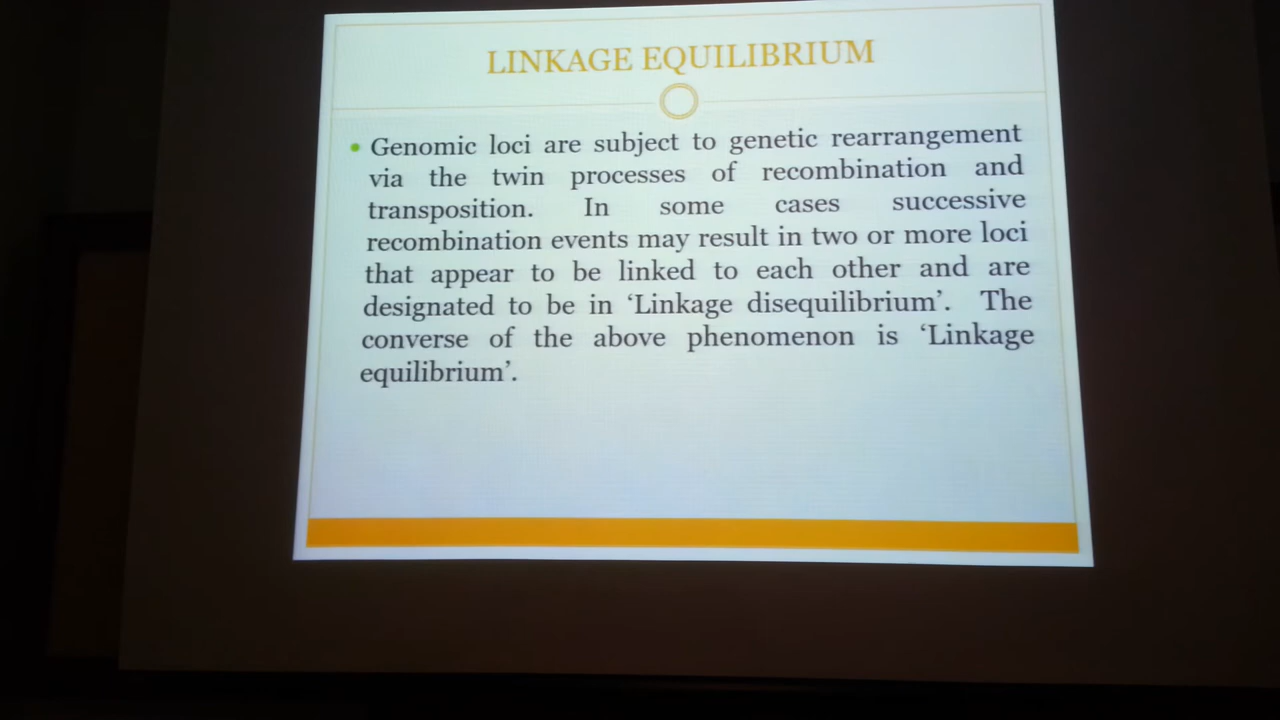 LINKAGE EQUILIBRIUM
Genomic loci are subject to genetic rearrangement
via the twin processes of recombination and
transposition. In some cases successive
recombination events may result in two or more loci
that appear to be linked to each other and are
designated to be in ‘Linkage disequilibrium’. The
converse of the above phenomenon is ‘Linkage
equilibrium’.